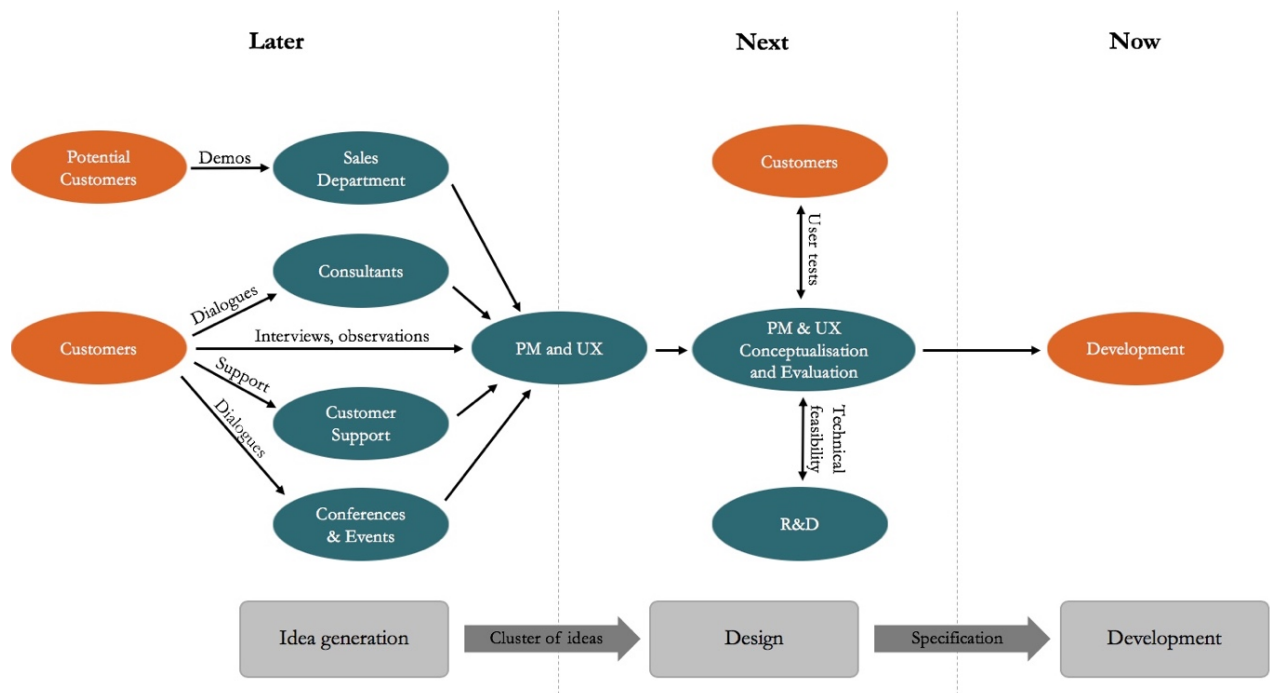 Later
Next
Now
Potential
Customers
Demos
Sales
Department
Customers
User tests
Consultants
Dialogues
Interviews, observations
Customers
PM and UX
PM & UX
Conceptualisation
and Evaluation
Development
Support
Customer
Support
Dialogues
Technical
feasibility
Conferences
& Events
R&D
Idea generation
Cluster of ideas
Design
Specification
Development